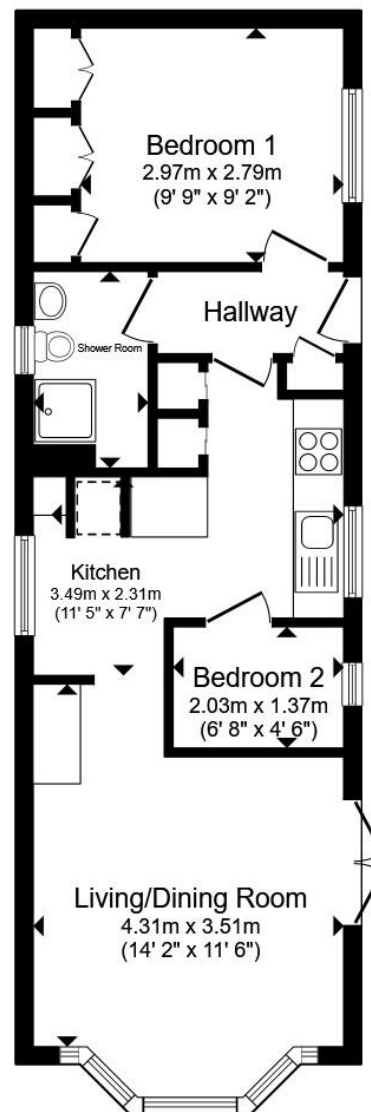 Bedroom 1
2.97m x 2.79m
(9' 9" x 9' 2")
Hallway
Shower Room
Kitchen
3.49m x 2.31m
(11' 5" x 7' 7")
Bedroom 2
2.03m x 1.37m
(6' 8" x 4' 6")
Living/Dining Room
4.31m x 3.51m
(14' 2" x 11' 6")